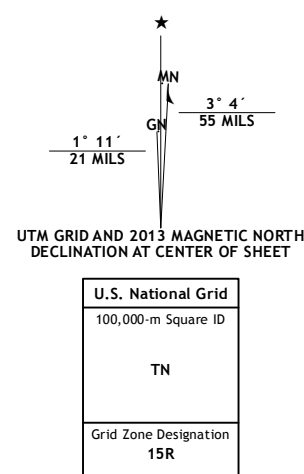 ★
MN
GN
3° 4´
55 MILS
1° 11´
21 MILS
UTM GRID AND 2013 MAGNETIC NORTH
DECLINATION AT CENTER OF SHEET
U.S. National Grid
100,000-m Square ID
TN
Grid Zone Designation
15R